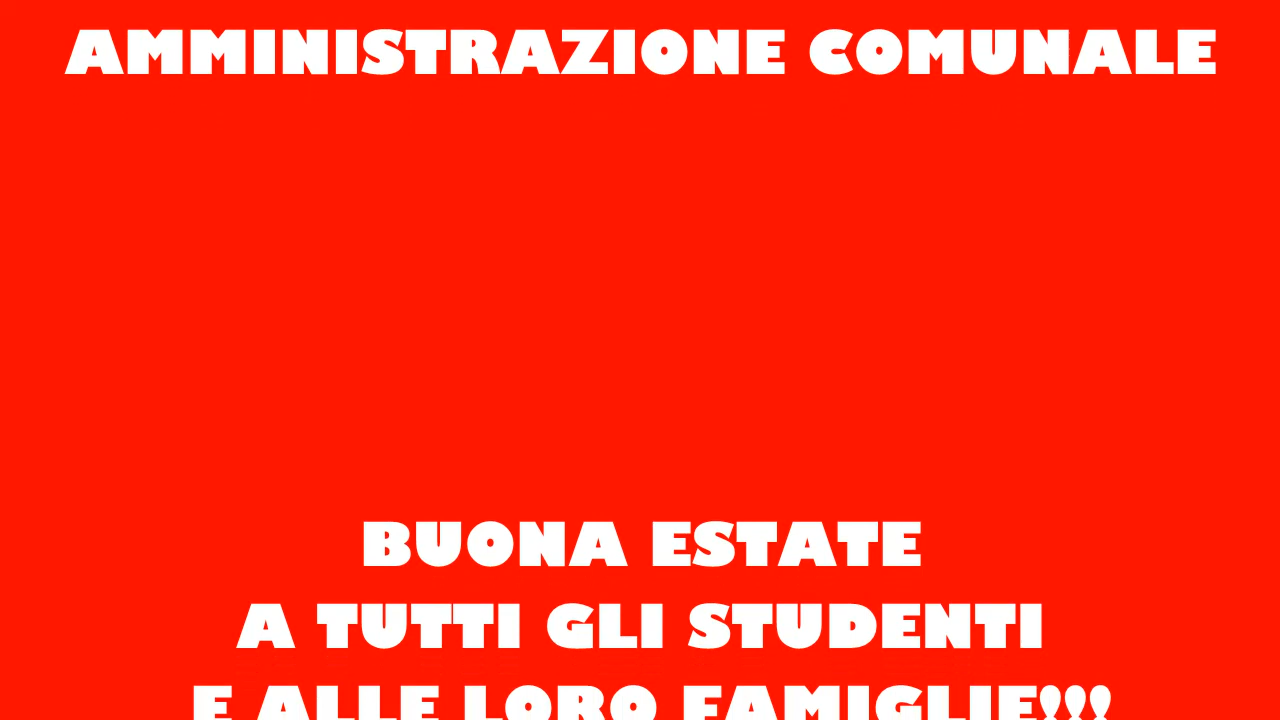 AMMINISTRAZIONE COMUNALE
BUONA ESTATE
A TUTTI GLI STUDENTI
E ALLE LORO FAMIGLIE!!!